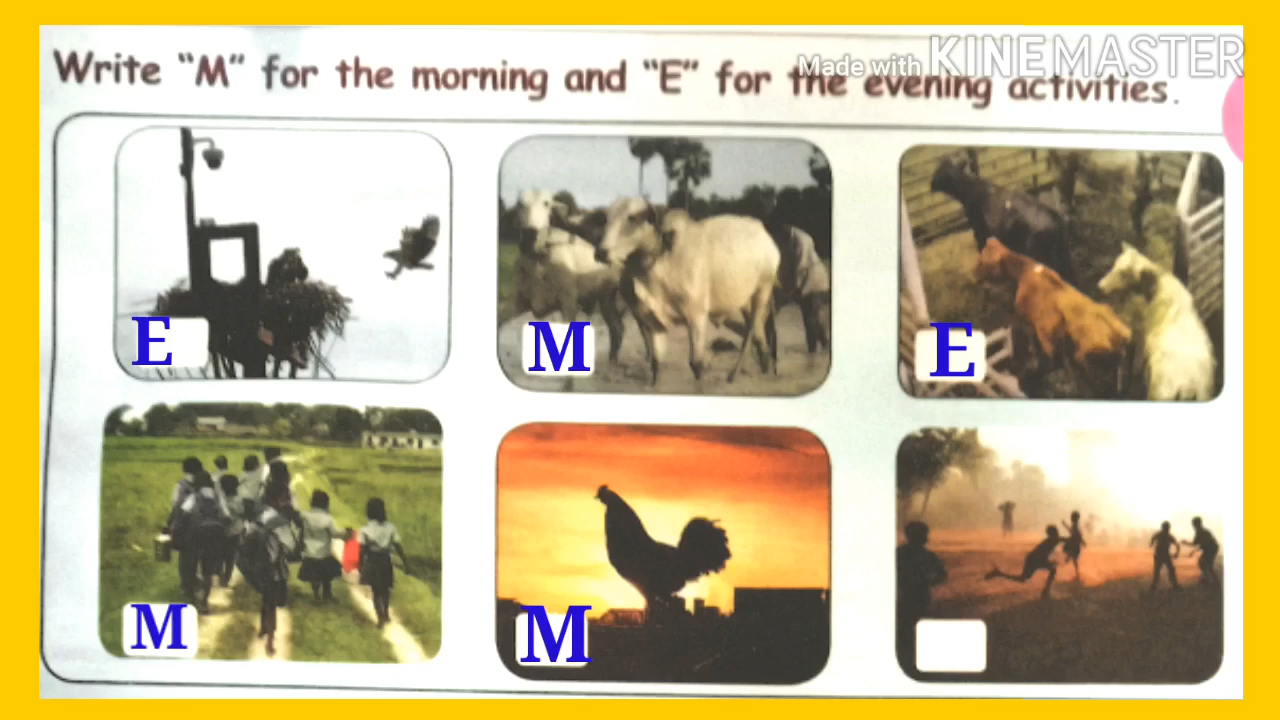 Made with KINEMASTER
Write "M" for the morning and "E" for the evening activities.
E
M
E
M
M